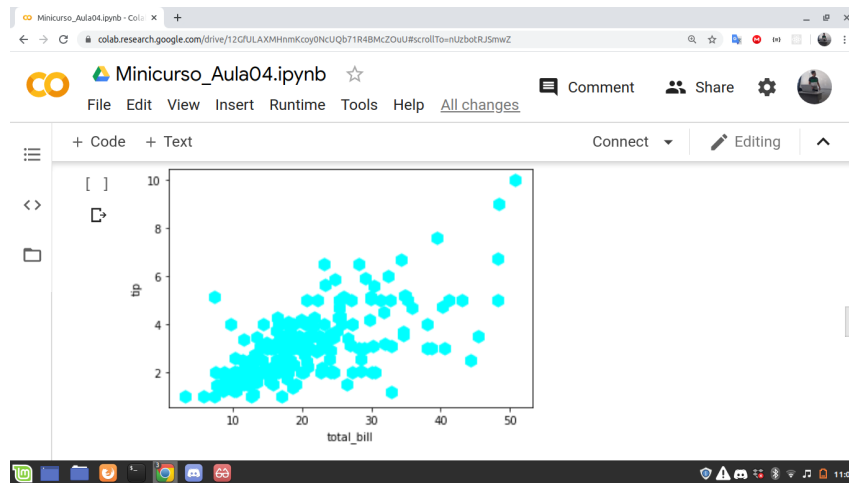 Minicurso_Aula04.ipynb - Cola
colab.research.google.com/drive/12GfULAXMHnmKcoy0NcUQb71R4BMcZOuU#scrollTo=nUzbotRJSmwZ
Minicurso_Aula04.ipynb
Comment
Share
File Edit View Insert Runtime Tools Help All changes
+ Code + Text
Connect
Editing
[ ]
10
8
6
4
2
tip
10 20 30 40 50
total_bill
11:0